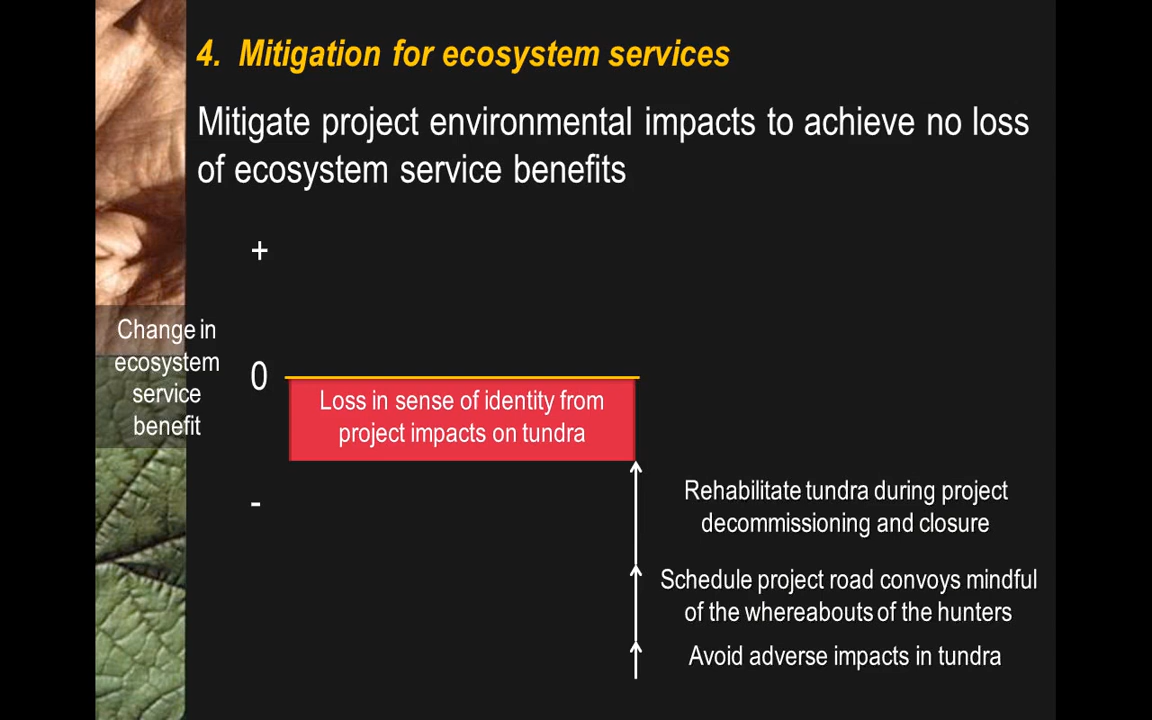 4. Mitigation for ecosystem services
Mitigate project environmental impacts to achieve no loss
of ecosystem service benefits
+
Change in
ecosystem
service
benefit
0
Loss in sense of identity from
project impacts on tundra
-
Rehabilitate tundra during project
decommissioning and closure
Schedule project road convoys mindful
of the whereabouts of the hunters
Avoid adverse impacts in tundra